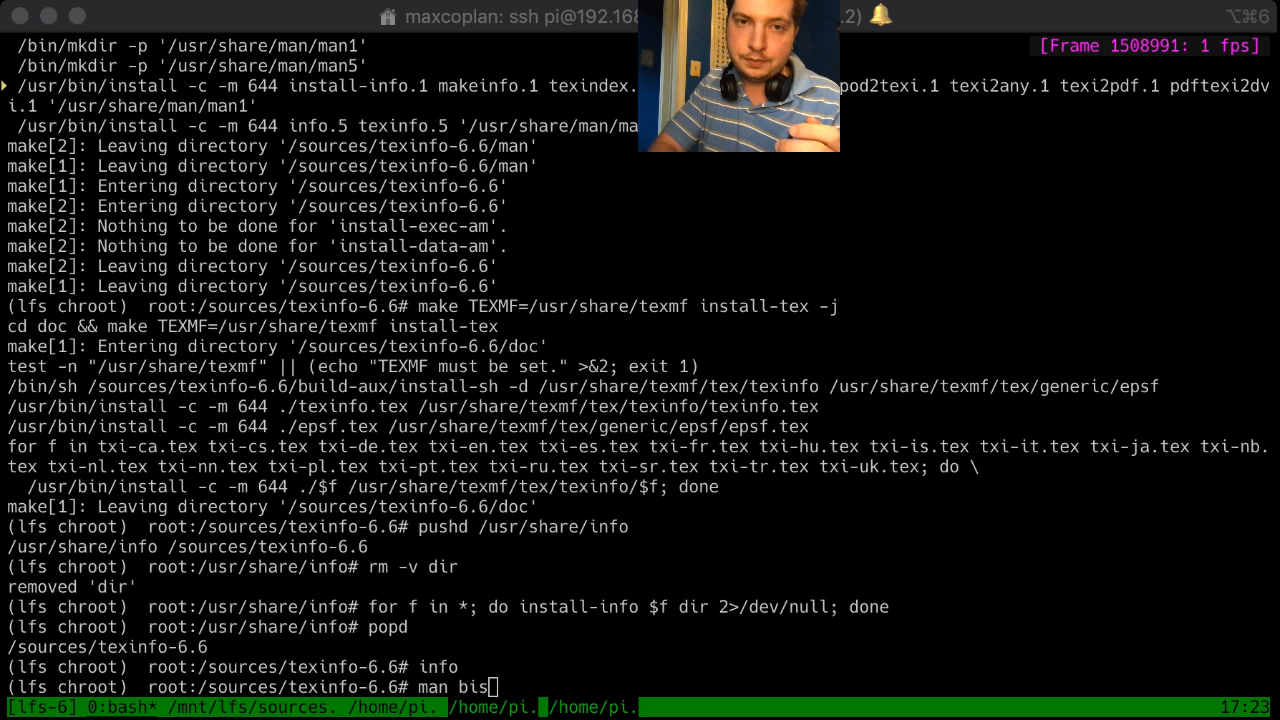 maxcoplan: ssh pi@192.168 .2) 🔔 ⌥⌘6
/bin/mkdir -p '/usr/share/man/man1'
[Frame 1508991: 1 fps]
/bin/mkdir -p '/usr/share/man/man5'
/usr/bin/install -c -m 644 install-info.1 makeinfo.1 texindex. pod2texi.1 texi2any.1 texi2pdf.1 pdftexi2dv
i.1 '/usr/share/man/man1'
/usr/bin/install -c -m 644 info.5 texinfo.5 '/usr/share/man/ma
make[2]: Leaving directory '/sources/texinfo-6.6/man'
make[1]: Leaving directory '/sources/texinfo-6.6/man'
make[1]: Entering directory '/sources/texinfo-6.6'
make[2]: Entering directory '/sources/texinfo-6.6'
make[2]: Nothing to be done for 'install-exec-am'.
make[2]: Nothing to be done for 'install-data-am'.
make[2]: Leaving directory '/sources/texinfo-6.6'
make[1]: Leaving directory '/sources/texinfo-6.6'
(lfs chroot)  root:/sources/texinfo-6.6# make TEXMF=/usr/share/texmf install-tex -j
cd doc && make TEXMF=/usr/share/texmf install-tex
make[1]: Entering directory '/sources/texinfo-6.6/doc'
test -n "/usr/share/texmf" || (echo "TEXMF must be set." >&2; exit 1)
/bin/sh /sources/texinfo-6.6/build-aux/install-sh -d /usr/share/texmf/tex/texinfo /usr/share/texmf/tex/generic/epsf
/usr/bin/install -c -m 644 ./texinfo.tex /usr/share/texmf/tex/texinfo/texinfo.tex
/usr/bin/install -c -m 644 ./epsf.tex /usr/share/texmf/tex/generic/epsf/epsf.tex
for f in txi-ca.tex txi-cs.tex txi-de.tex txi-en.tex txi-es.tex txi-fr.tex txi-hu.tex txi-is.tex txi-it.tex txi-ja.tex txi-nb.
tex txi-nl.tex txi-nn.tex txi-pl.tex txi-pt.tex txi-ru.tex txi-sr.tex txi-tr.tex txi-uk.tex; do \
/usr/bin/install -c -m 644 ./$f /usr/share/texmf/tex/texinfo/$f; done
make[1]: Leaving directory '/sources/texinfo-6.6/doc'
(lfs chroot)  root:/sources/texinfo-6.6# pushd /usr/share/info
/usr/share/info /sources/texinfo-6.6
(lfs chroot)  root:/usr/share/info# rm -v dir
removed 'dir'
(lfs chroot)  root:/usr/share/info# for f in *; do install-info $f dir 2>/dev/null; done
(lfs chroot)  root:/usr/share/info# popd
/sources/texinfo-6.6
(lfs chroot)  root:/sources/texinfo-6.6# info
(lfs chroot)  root:/sources/texinfo-6.6# man bis
[lfs-6] 0:bash* /mnt/lfs/sources. /home/pi. /home/pi. /home/pi. 17:23